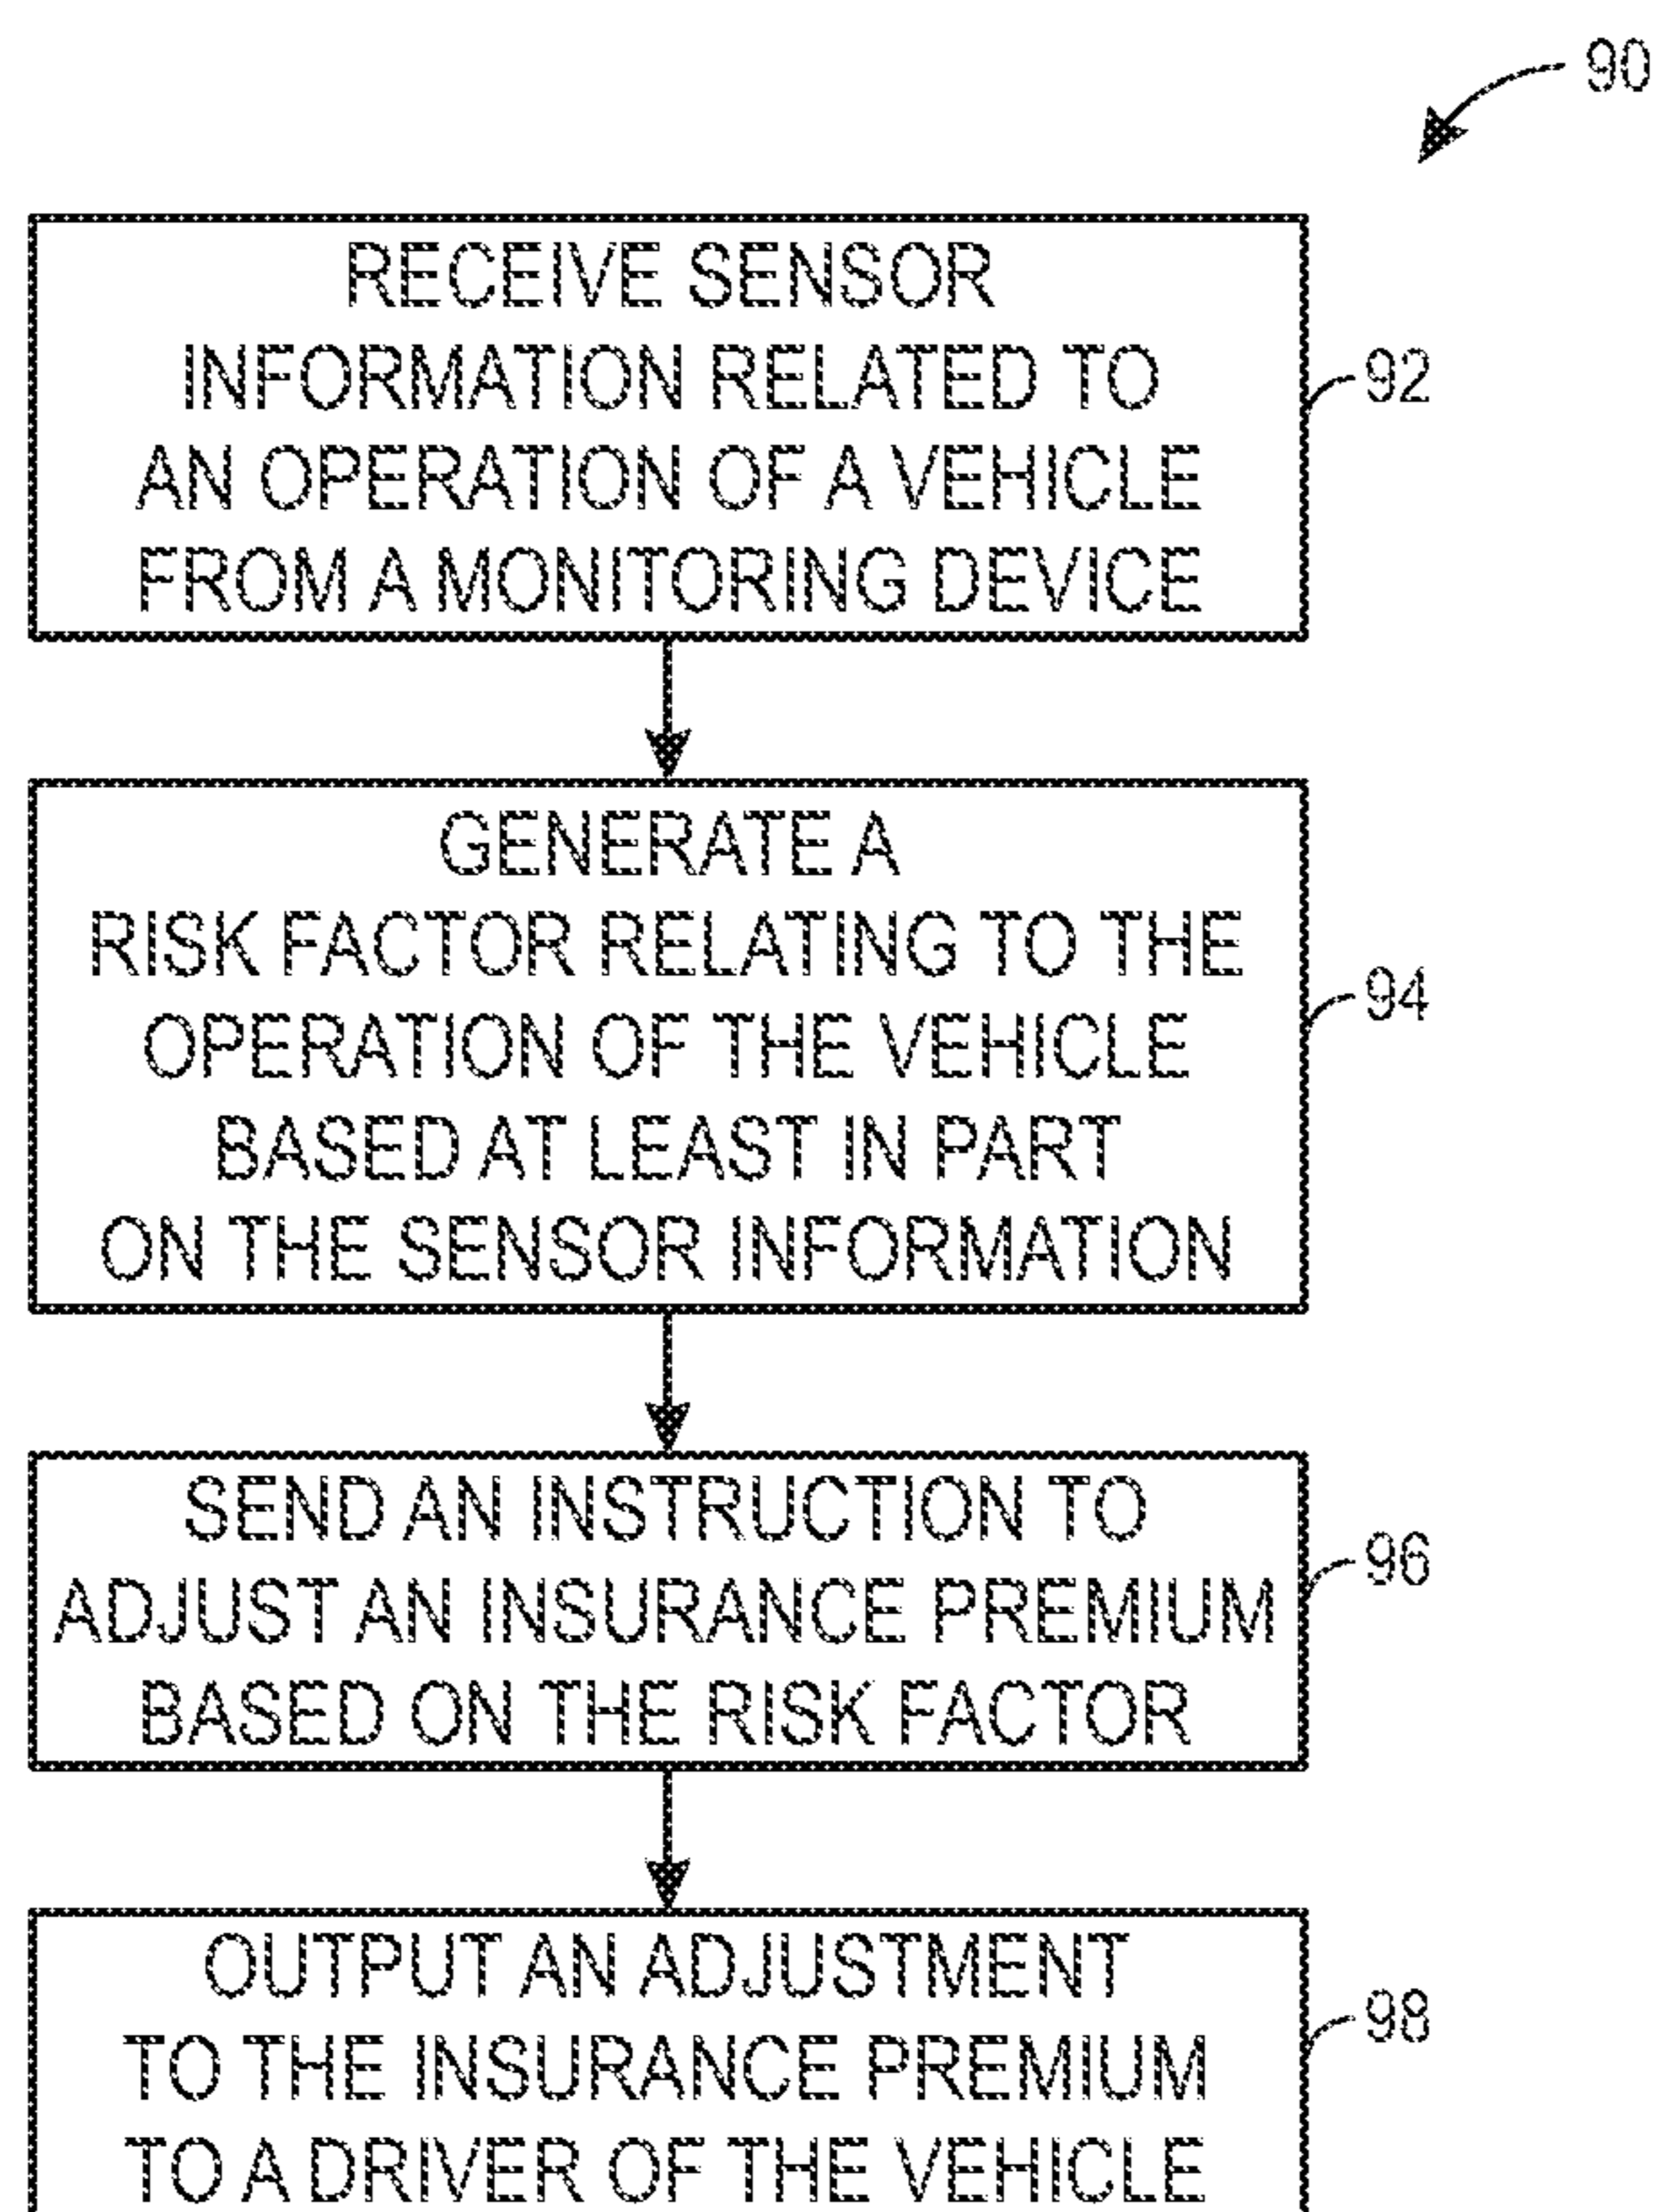 90
RECEIVE SENSOR
INFORMATION RELATED TO
AN OPERATION OF A VEHICLE
FROM A MONITORING DEVICE
92
GENERATE A
RISK FACTOR RELATING TO THE
OPERATION OF THE VEHICLE
BASED AT LEAST IN PART
ON THE SENSOR INFORMATION
94
SEND AN INSTRUCTION TO
ADJUST AN INSURANCE PREMIUM
BASED ON THE RISK FACTOR
96
OUTPUT AN ADJUSTMENT
TO THE INSURANCE PREMIUM
TO A DRIVER OF THE VEHICLE
98